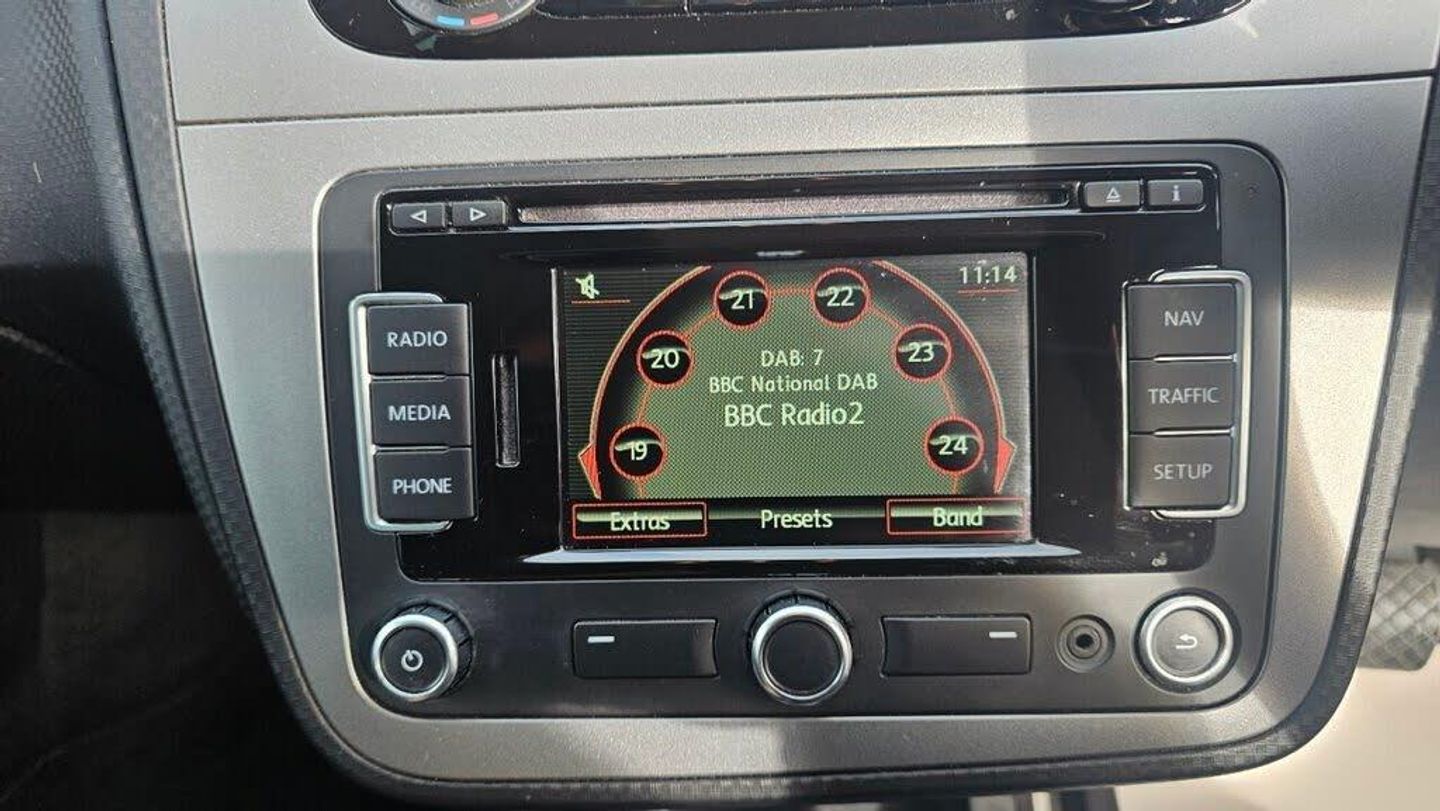 i
11:14
21 22
20 23
DAB: 7
BBC National DAB
BBC Radio2
19 24
Extras Presets Band
RADIO
MEDIA
PHONE
NAV
TRAFFIC
SETUP